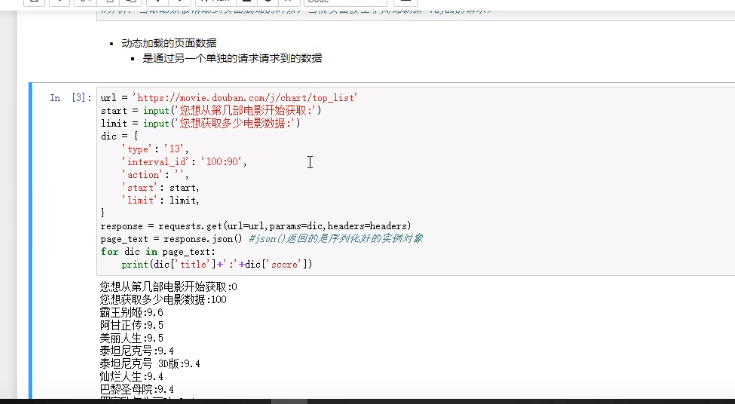 动态加载的页面数据
是通过另一个单独的请求请求到的数据
In [3]:
url = 'https://movie.douban.com/j/chart/top_list'
start = input('您想从第几部电影开始获取:')
limit = input('您想获取多少电影数据:')
dic = {
'type': '13',
'interval_id': '100:90',
'action': '',
'start': start,
'limit': limit,
}
response = requests.get(url=url,params=dic,headers=headers)
page_text = response.json() #json()返回的是序列化好的实例对象
for dic in page_text:
print(dic['title']+':'+dic['score'])
您想从第几部电影开始获取:0
您想获取多少电影数据:100
霸王别姬:9.6
阿甘正传:9.5
美丽人生:9.5
泰坦尼克号:9.4
泰坦尼克号 3D版:9.4
灿烂人生:9.4
巴黎圣母院:9.4